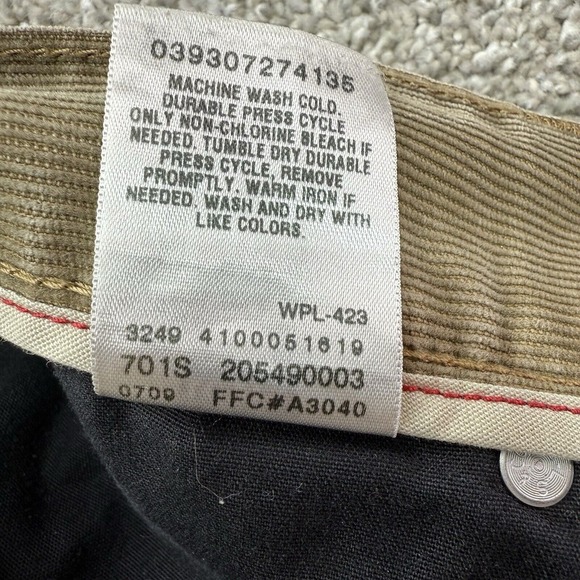 039307274135
MACHINE WASH COLD,
DURABLE PRESS CYCLE
ONLY NON-CHLORINE BLEACH IF
NEEDED. TUMBLE DRY DURABLE
PRESS CYCLE, REMOVE
PROMPTLY, WARM IRON IF
NEEDED. WASH AND DRY WITH
LIKE COLORS.
WPL-423
3249 4100051619
701S 205490003
0709 FFC#A3040